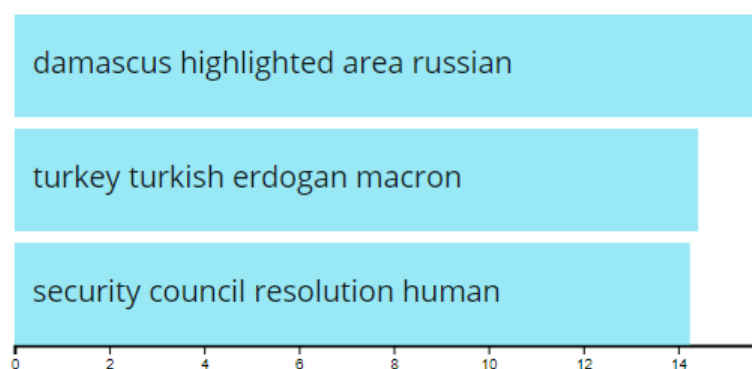 damascus highlighted area russian
turkey turkish erdogan macron
security council resolution human
0 2 4 6 8 10 12 14